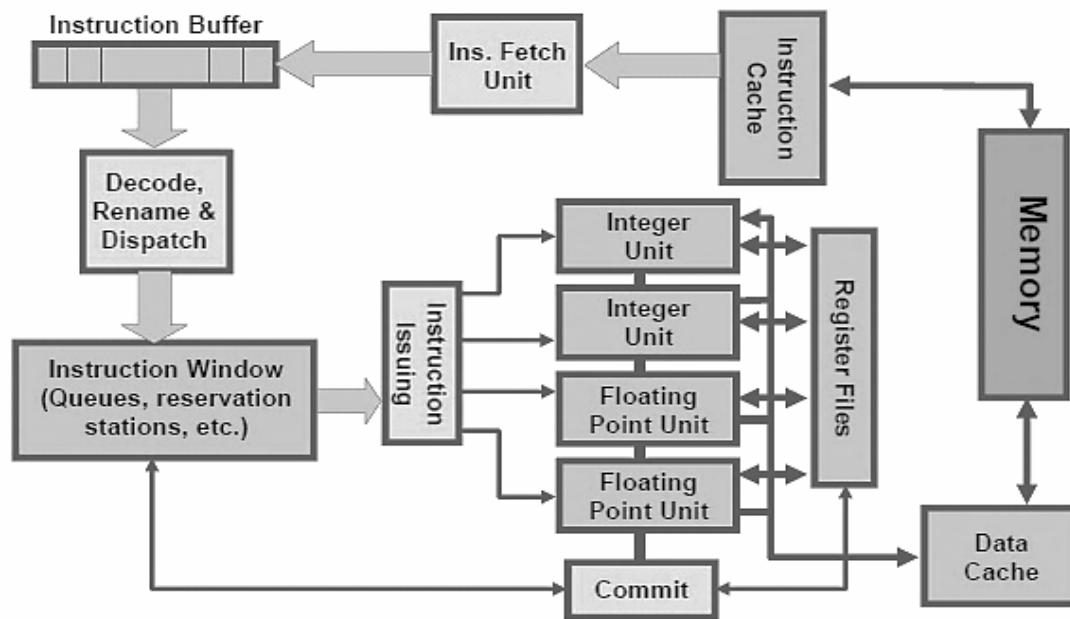 Instruction Buffer
Ins. Fetch
Unit
Instruction
Cache
Memory
Decode,
Rename &
Dispatch
Integer
Unit
Integer
Unit
Instruction
Issuing
Register Files
Instruction Window
(Queues, reservation
stations, etc.)
Floating
Point Unit
Floating
Point Unit
Data
Cache
Commit